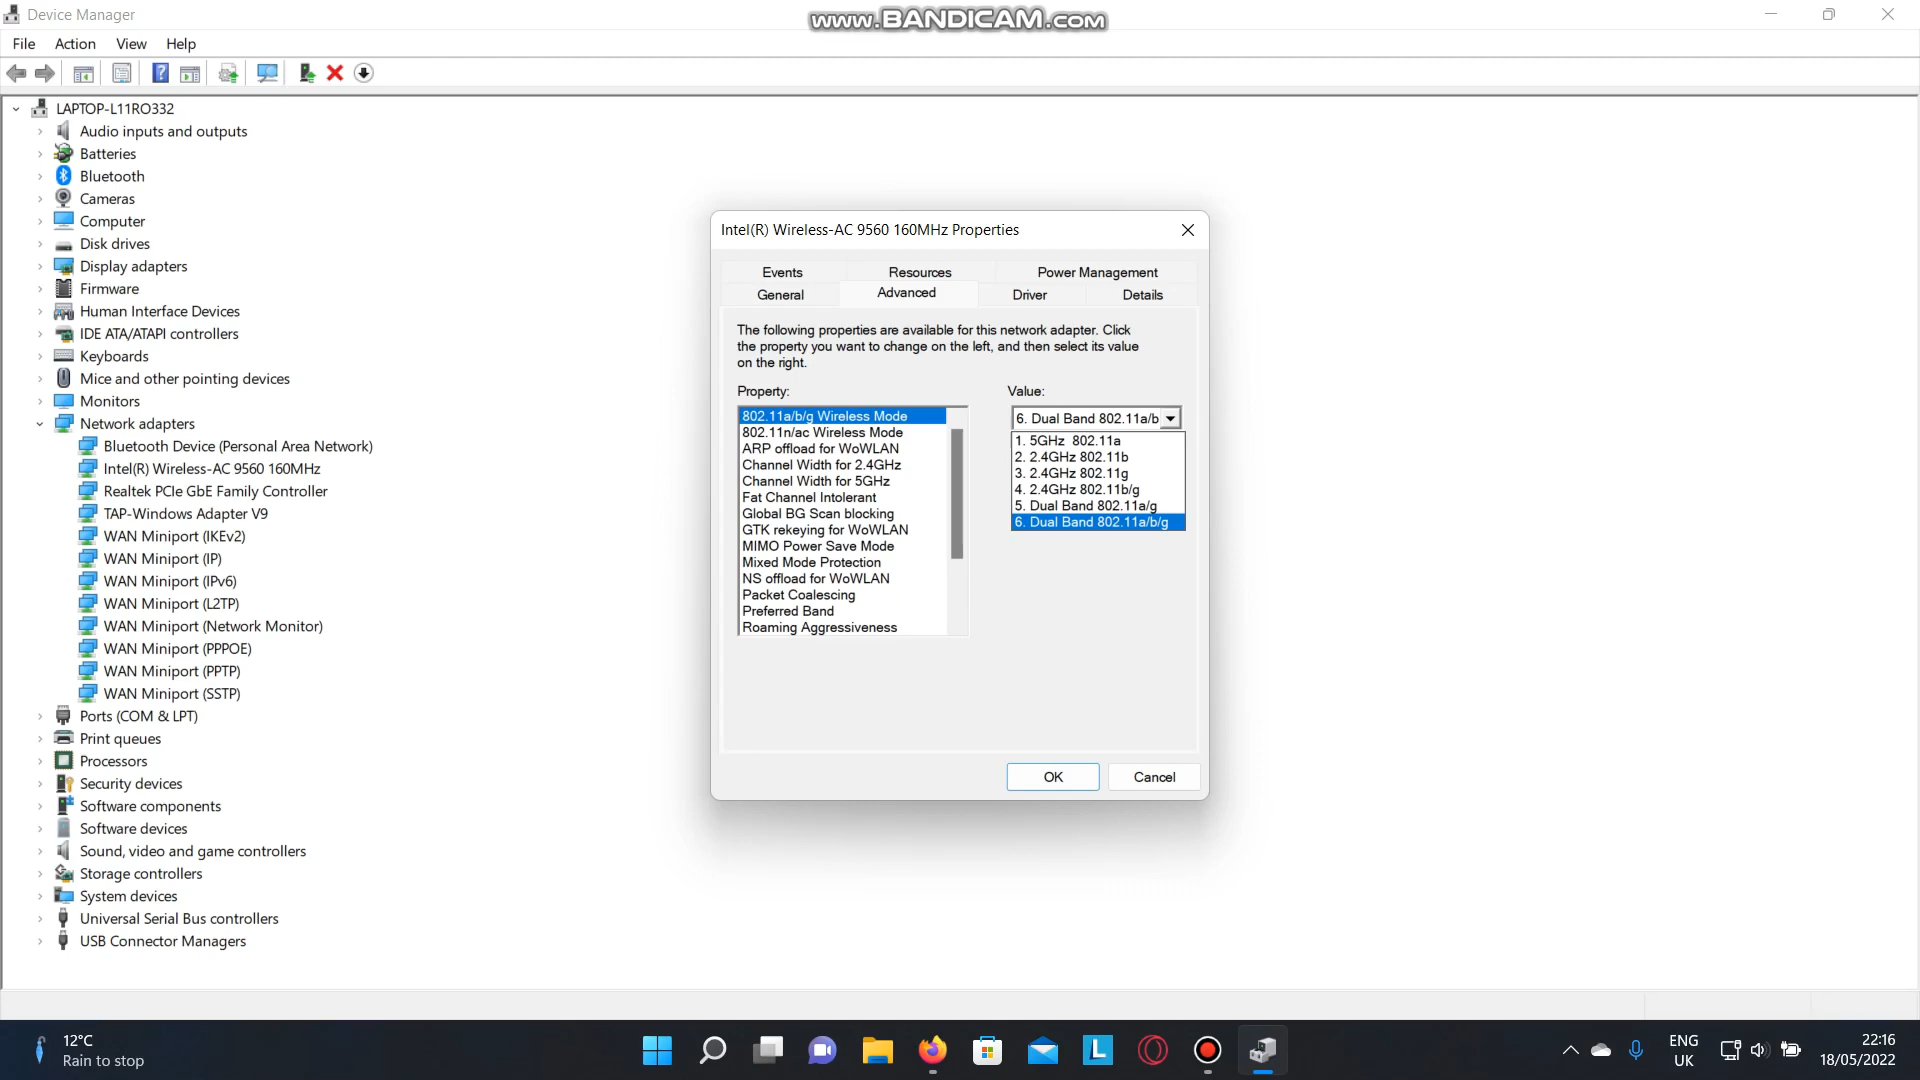 Device Manager
www.BANDICAM.com
File Action View Help
LAPTOP-L11RO332
Audio inputs and outputs
Batteries
Bluetooth
Cameras
Computer
Disk drives
Display adapters
Firmware
Human Interface Devices
IDE ATA/ATAPI controllers
Keyboards
Mice and other pointing devices
Monitors
Network adapters
Bluetooth Device (Personal Area Network)
Intel(R) Wireless-AC 9560 160MHz
Realtek PCIe GbE Family Controller
TAP-Windows Adapter V9
WAN Miniport (IKEv2)
WAN Miniport (IP)
WAN Miniport (IPv6)
WAN Miniport (L2TP)
WAN Miniport (Network Monitor)
WAN Miniport (PPPOE)
WAN Miniport (PPTP)
WAN Miniport (SSTP)
Ports (COM & LPT)
Print queues
Processors
Security devices
Software components
Software devices
Sound, video and game controllers
Storage controllers
System devices
Universal Serial Bus controllers
USB Connector Managers
Intel(R) Wireless-AC 9560 160MHz Properties
Events Resources Power Management
General Advanced Driver Details
The following properties are available for this network adapter. Click
the property you want to change on the left, and then select its value
on the right.
Property:
802.11a/b/g Wireless Mode
802.11n/ac Wireless Mode
ARP offload for WoWLAN
Channel Width for 2.4GHz
Channel Width for 5GHz
Fat Channel Intolerant
Global BG Scan blocking
GTK rekeying for WoWLAN
MIMO Power Save Mode
Mixed Mode Protection
NS offload for WoWLAN
Packet Coalescing
Preferred Band
Roaming Aggressiveness
Value:
6. Dual Band 802.11a/b
1. 5GHz 802.11a
2. 2.4GHz 802.11b
3. 2.4GHz 802.11g
4. 2.4GHz 802.11b/g
5. Dual Band 802.11a/g
6. Dual Band 802.11a/b/g
OK Cancel
12°C
Rain to stop
L
ENG
UK
22:16
18/05/2022